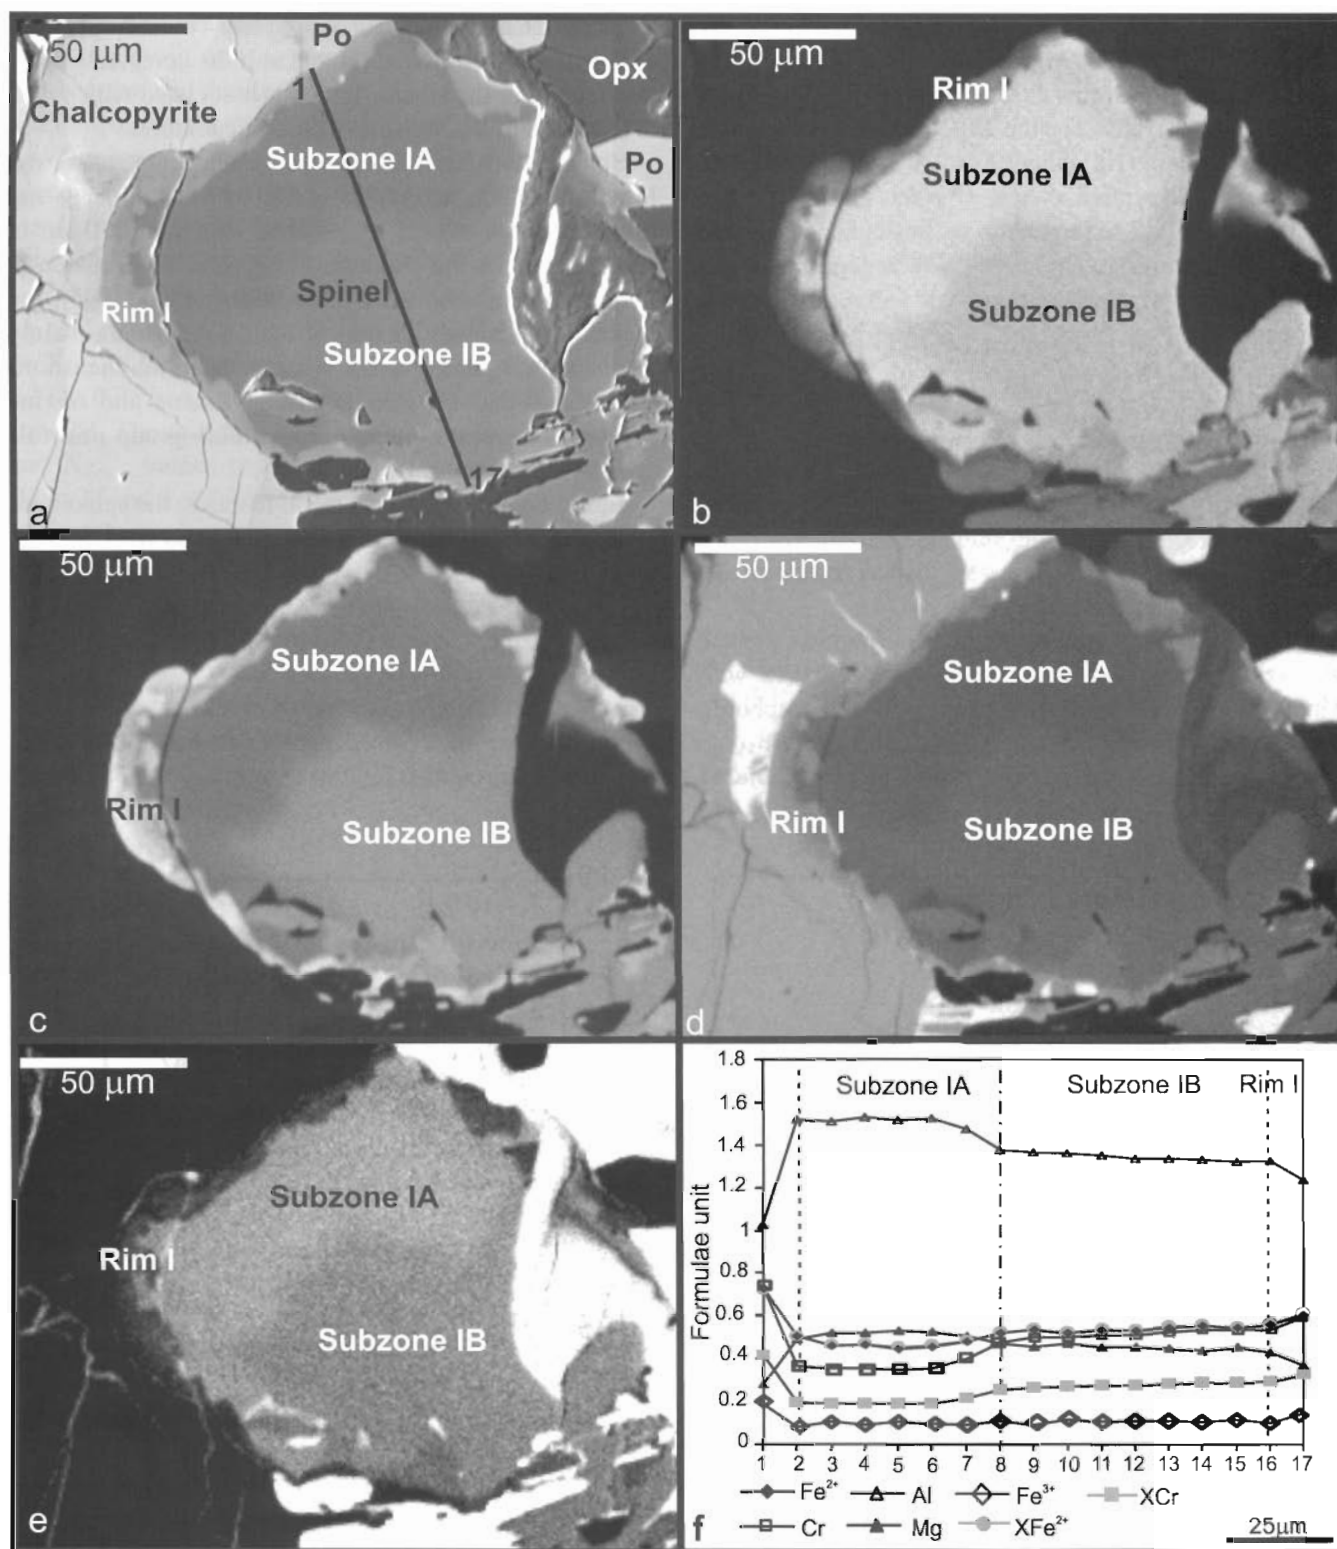 50 μm
Po
1
Opx
Chalcopyrite
Subzone IA
Po
Spinel
Rim I
Subzone IB
17
a
50 μm
Rim I
Subzone IA
Subzone IB
b
50 μm
Subzone IA
Rim I
Subzone IB
c
50 μm
Subzone IA
Rim I
Subzone IB
d
50 μm
Subzone IA
Rim I
Subzone IB
e
1.8
1.6
1.4
1.2
1
0.8
0.6
0.4
0.2
0
Formulae unit
Subzone IA
Subzone IB
Rim I
1 2 3 4 5 6 7 8 9 10 11 12 13 14 15 16 17
Fe²⁺ Al Fe³⁺ XCr
Cr Mg XFe²⁺
f
25μm